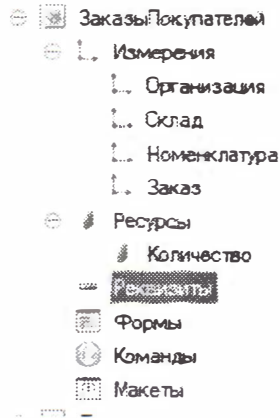 ЗаказыПокупателей
Измерения
Организация
Склад
Номенклатура
Заказ
Ресурсы
Количество
Реквизиты
Формы
Команды
Макеты